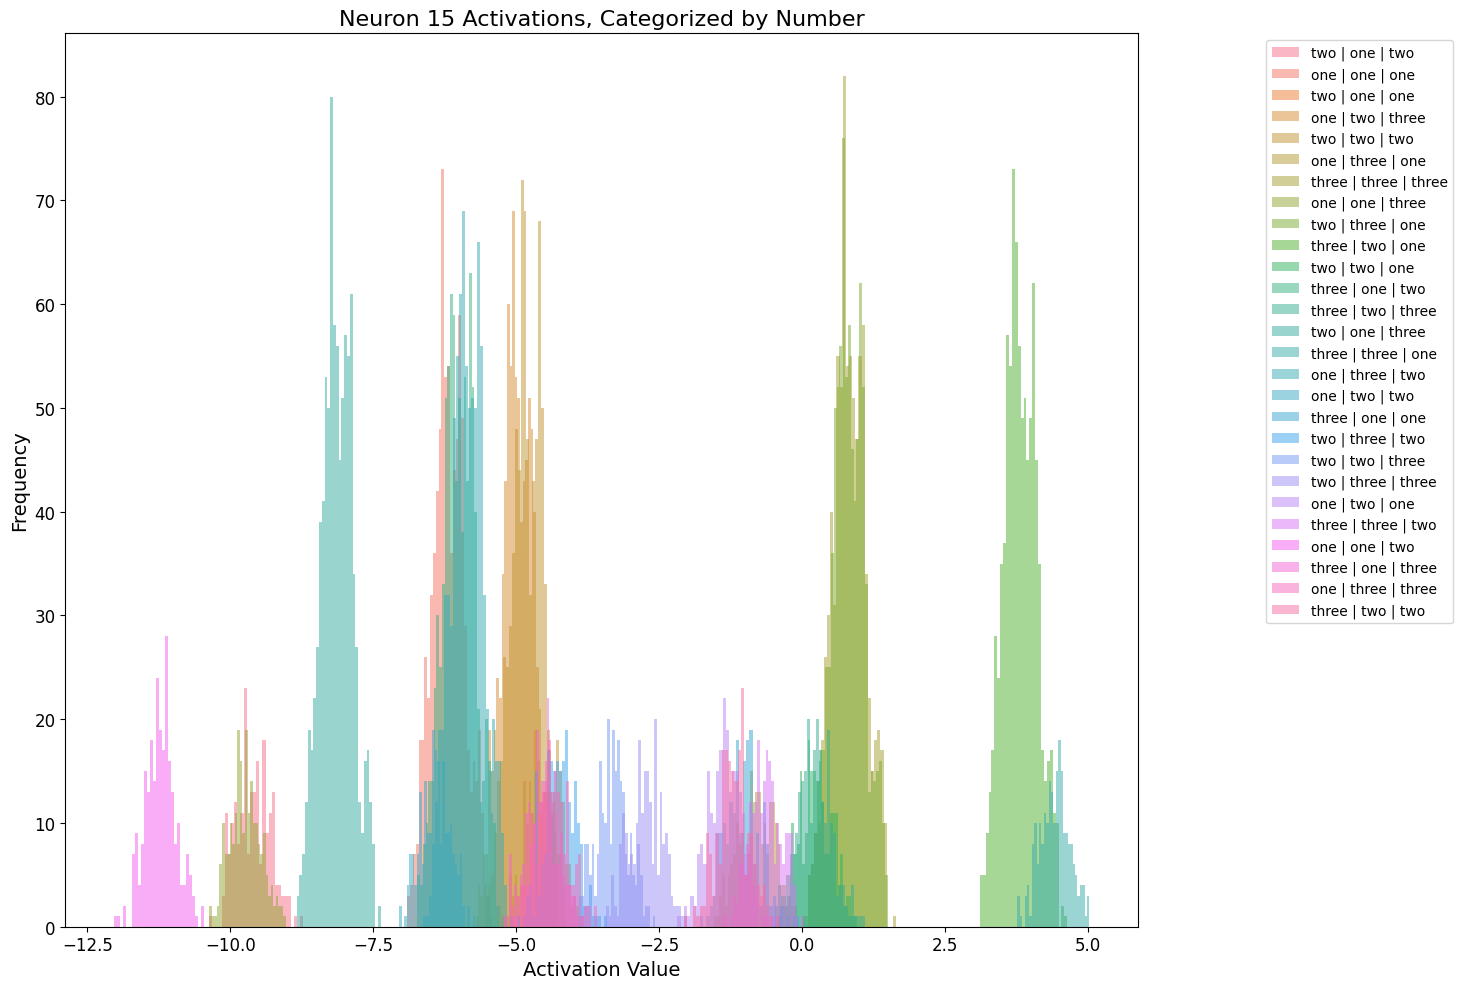 Neuron 15 Activations, Categorized by Number
Frequency
80
70
60
50
40
30
20
10
0
−12.5 −10.0 −7.5 −5.0 −2.5 0.0 2.5 5.0
Activation Value
two | one | two
one | one | one
two | one | one
one | two | three
two | two | two
one | three | one
three | three | three
one | one | three
two | three | one
three | two | one
two | two | one
three | one | two
three | two | three
two | one | three
three | three | one
one | three | two
one | two | two
three | one | one
two | three | two
two | two | three
two | three | three
one | two | one
three | three | two
one | one | two
three | one | three
one | three | three
three | two | two